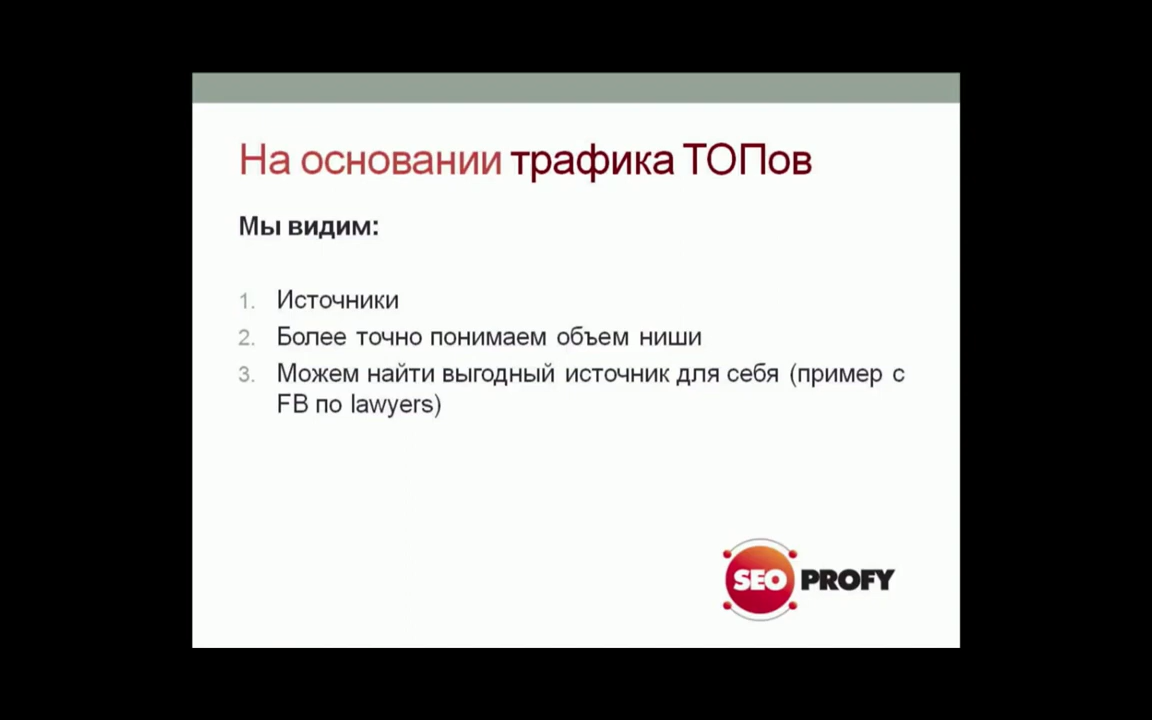 На основании трафика ТОПов
Мы видим:
1. Источники
2. Более точно понимаем объем ниши
3. Можем найти выгодный источник для себя (пример с
FB по lawyers)
SEO PROFY